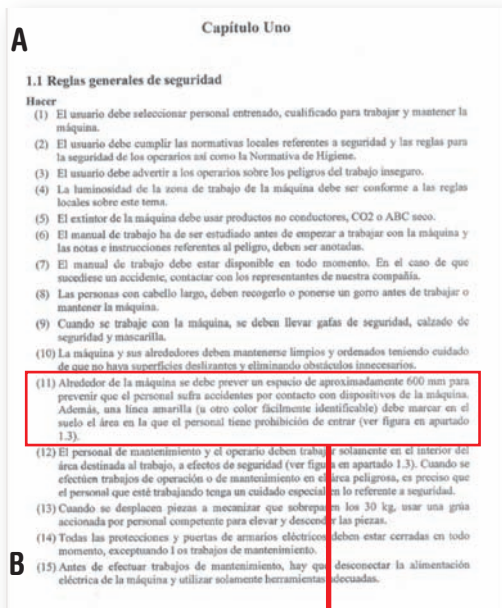 A
Capítulo Uno
1.1 Reglas generales de seguridad
Hacer
(1) El usuario debe seleccionar personal entrenado, cualificado para trabajar y mantener la
máquina.
(2) El usuario debe cumplir las normativas locales referentes a seguridad y las reglas para
la seguridad de los operarios así como la Normativa de Higiene.
(3) El usuario debe advertir a los operarios sobre los peligros del trabajo inseguro.
(4) La luminosidad de la zona de trabajo de la máquina debe ser conforme a las reglas
locales sobre este tema.
(5) El extintor de la máquina debe usar productos no conductores, CO2 o ABC seco.
(6) El manual de trabajo ha de ser estudiado antes de empezar a trabajar con la máquina y
las notas e instrucciones referentes al peligro, deben ser anotadas.
(7) El manual de trabajo debe estar disponible en todo momento. En el caso de que
sucediese un accidente, contactar con los representantes de nuestra compañía.
(8) Las personas con cabello largo, deben recogerlo o ponerse un gorro antes de trabajar o
mantener la máquina.
(9) Cuando se trabaje con la máquina, se deben llevar gafas de seguridad, calzado de
seguridad y mascarilla.
(10) La máquina y sus alrededores deben mantenerse limpios y ordenados teniendo cuidado
de que no haya superficies deslizantes y eliminando obstáculos innecesarios.
(11) Alrededor de la máquina se debe prever un espacio de aproximadamente 600 mm para
prevenir que el personal sufra accidentes por contacto con dispositivos de la máquina.
Además, una línea amarilla (u otro color fácilmente identificable) debe marcar en el
suelo el área en la que el personal tiene prohibición de entrar (ver figura en apartado
1.3).
(12) El personal de mantenimiento y el operario deben trabajar solamente en el interior del
área destinada al trabajo, a efectos de seguridad (ver figura en apartado 1.3). Cuando se
efectúen trabajos de operación o de mantenimiento en el área peligrosa, es preciso que
el personal que esté trabajando tenga un cuidado especial en lo referente a seguridad.
(13) Cuando se desplacen piezas a mecanizar que sobrepasen los 30 kg, usar una grúa
accionada por personal competente para elevar y descender las piezas.
(14) Todas las protecciones y puertas de armarios eléctricos deben estar cerradas en todo
momento, exceptuando los trabajos de mantenimiento.
B
(15) Antes de efectuar trabajos de mantenimiento, hay que desconectar la alimentación
eléctrica de la máquina y utilizar solamente herramientas adecuadas.